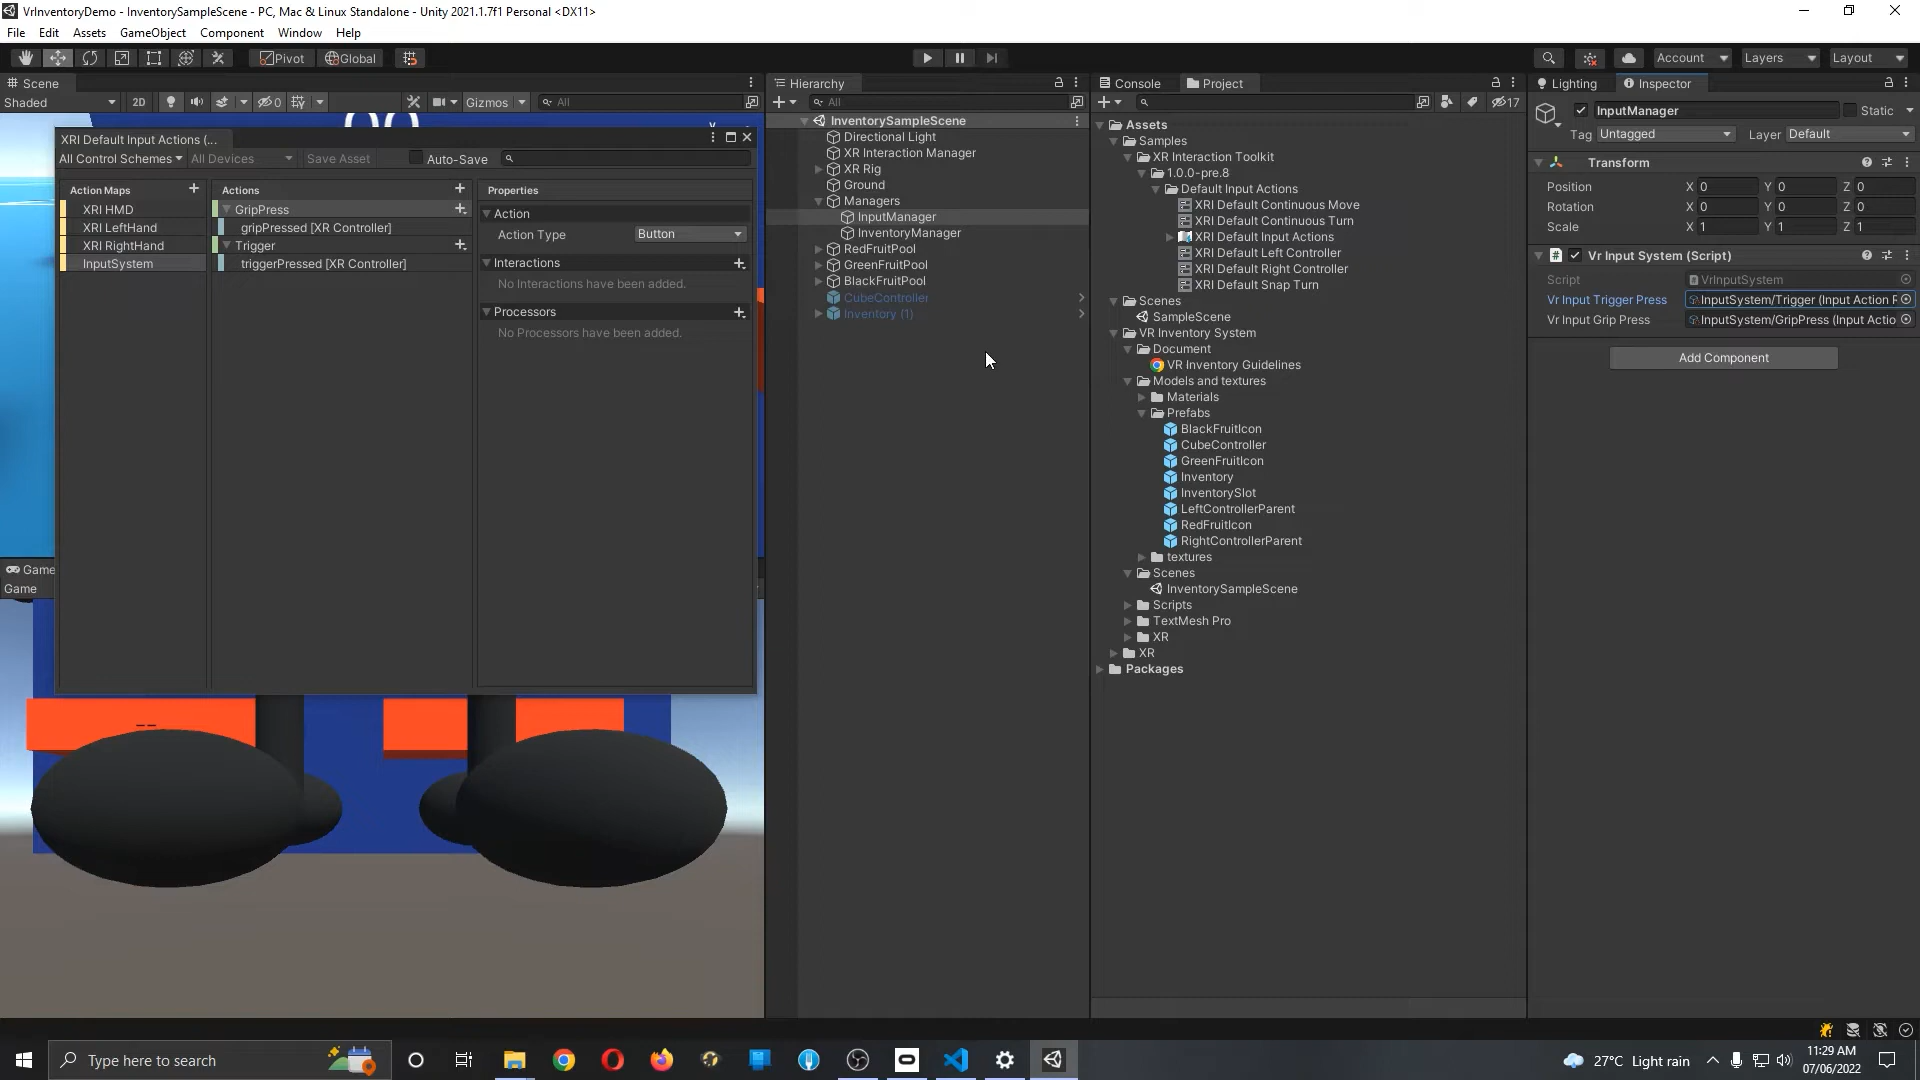 VrInventoryDemo - InventorySampleScene - PC, Mac & Linux Standalone - Unity 2021.1.7f1 Personal <DX11>
File Edit Assets GameObject Component Window Help
Pivot Global Account Layers Layout
Scene
Shaded 2D 0 Gizmos All
XRI Default Input Actions (...
All Control Schemes All Devices Save Asset Auto-Save
Action Maps
XRI HMD
XRI LeftHand
XRI RightHand
InputSystem
Actions
GripPress
gripPressed [XR Controller]
Trigger
triggerPressed [XR Controller]
Properties
Action
Action Type Button
Interactions
No Interactions have been added.
Processors
No Processors have been added.
Game
Game
Hierarchy
All
InventorySampleScene
Directional Light
XR Interaction Manager
XR Rig
Ground
Managers
InputManager
InventoryManager
RedFruitPool
GreenFruitPool
BlackFruitPool
CubeController
Inventory (1)
Console Project
17
Assets
Samples
XR Interaction Toolkit
1.0.0-pre.8
Default Input Actions
XRI Default Continuous Move
XRI Default Continuous Turn
XRI Default Input Actions
XRI Default Left Controller
XRI Default Right Controller
XRI Default Snap Turn
Scenes
SampleScene
VR Inventory System
Document
VR Inventory Guidelines
Models and textures
Materials
Prefabs
BlackFruitIcon
CubeController
GreenFruitIcon
Inventory
InventorySlot
LeftControllerParent
RedFruitIcon
RightControllerParent
textures
Scenes
InventorySampleScene
Scripts
TextMesh Pro
XR
XR
Packages
Lighting Inspector
InputManager Static
Tag Untagged Layer Default
Transform
Position X 0 Y 0 Z 0
Rotation X 0 Y 0 Z 0
Scale X 1 Y 1 Z 1
Vr Input System (Script)
Script VrInputSystem
Vr Input Trigger Press InputSystem/Trigger (Input Action R
Vr Input Grip Press InputSystem/GripPress (Input Actio
Add Component
Type here to search
27°C Light rain
11:29 AM
07/06/2022